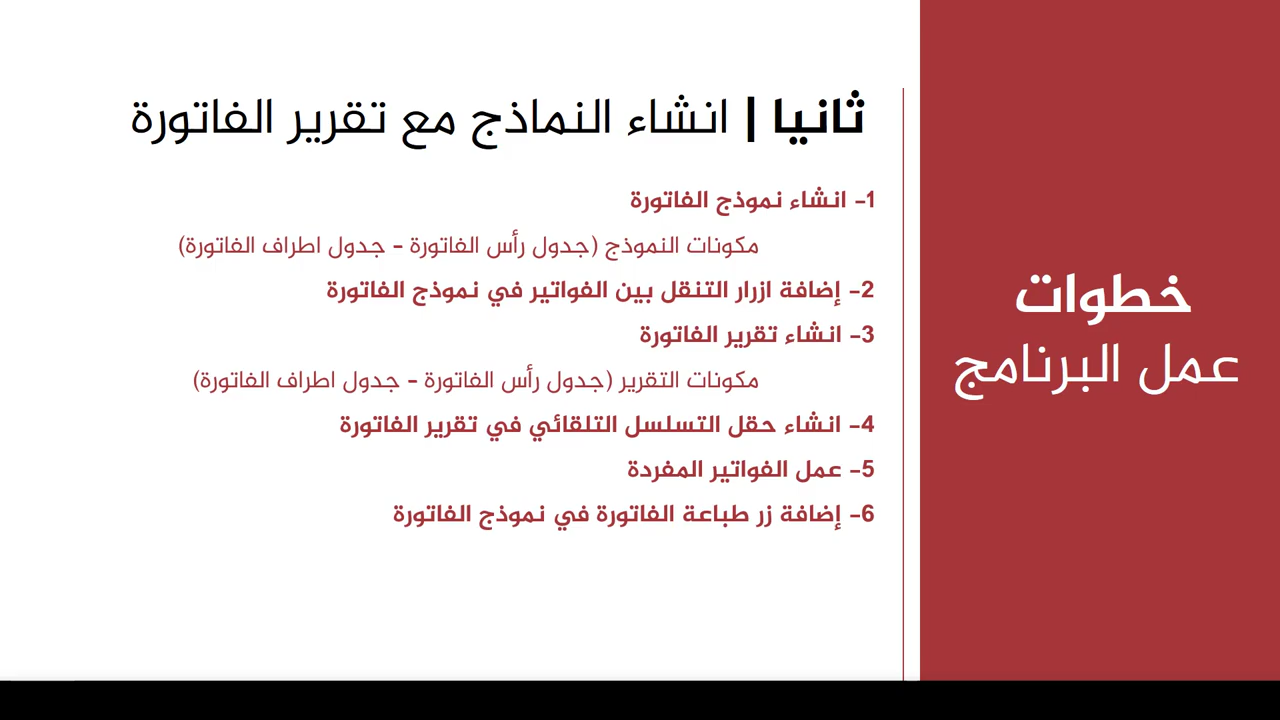 خطوات
عمل البرنامج
ثانيا | انشاء النماذج مع تقرير الفاتورة
1- انشاء نموذج الفاتورة
مكونات النموذج (جدول رأس الفاتورة - جدول اطراف الفاتورة)
2- إضافة ازرار التنقل بين الفواتير في نموذج الفاتورة
3- انشاء تقرير الفاتورة
مكونات التقرير (جدول رأس الفاتورة - جدول اطراف الفاتورة)
4- انشاء حقل التسلسل التلقائي في تقرير الفاتورة
5- عمل الفواتير المفردة
6- إضافة زر طباعة الفاتورة في نموذج الفاتورة